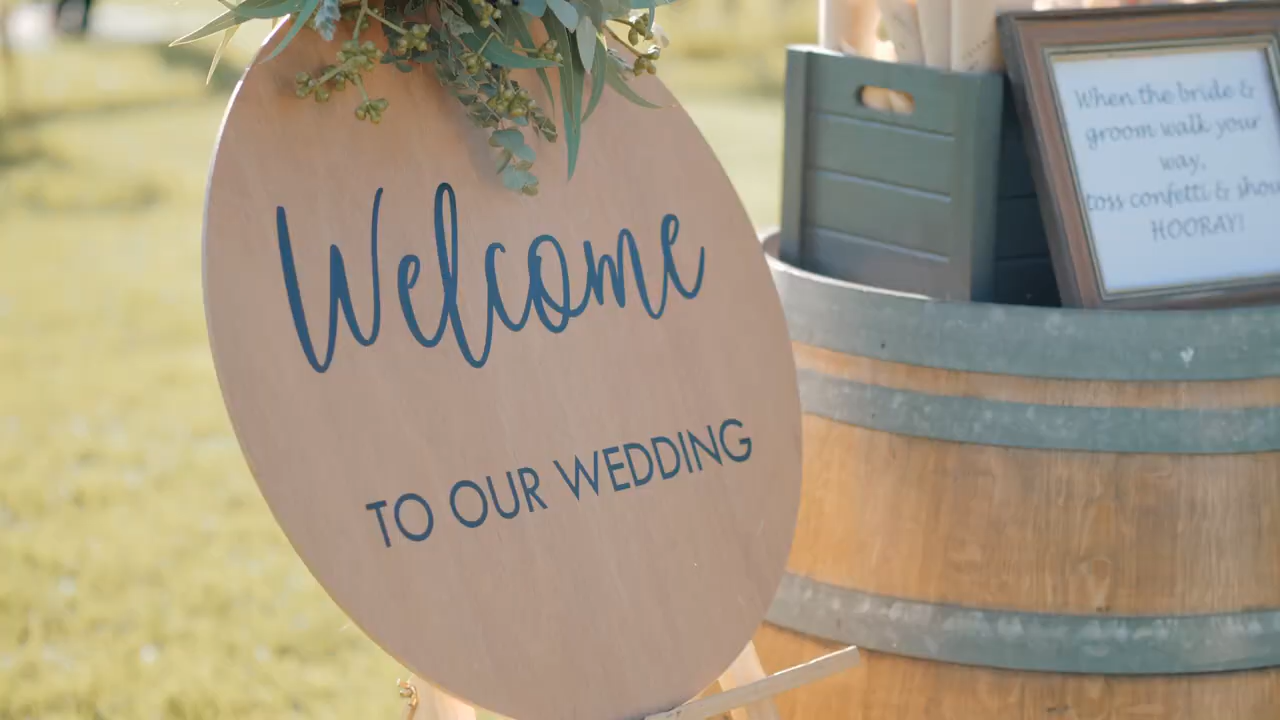 Welcome
TO OUR WEDDING
When the bride &
groom walk your
way,
toss confetti & shou
HOORAY!